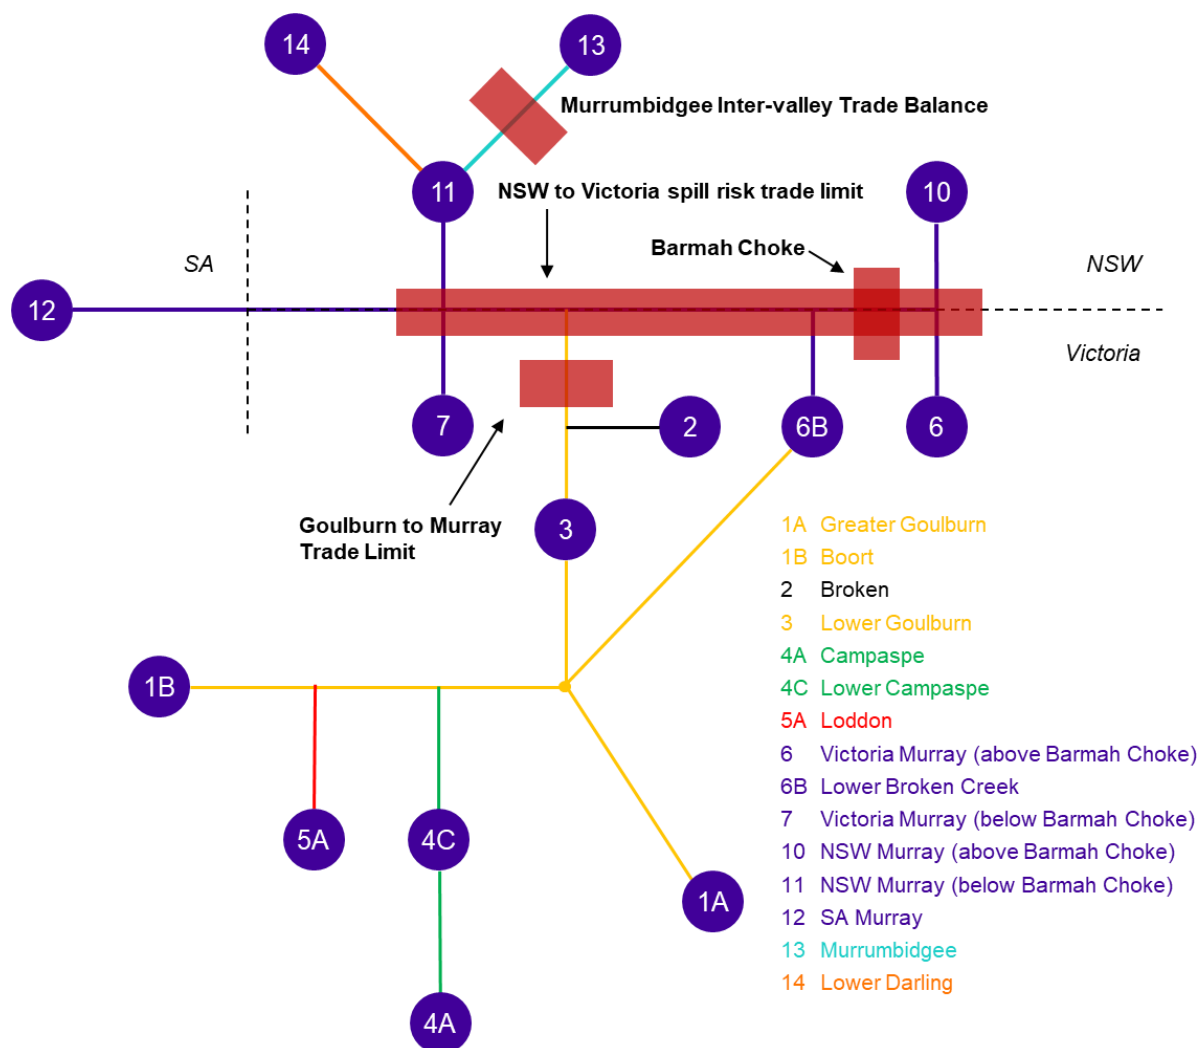 14
13
Murrumbidgee Inter-valley Trade Balance
11
NSW to Victoria spill risk trade limit
10
SA
Barmah Choke
NSW
12
Victoria
7
2
6B
6
Goulburn to Murray
Trade Limit
3
1A Greater Goulburn
1B Boort
2 Broken
3 Lower Goulburn
4A Campaspe
4C Lower Campaspe
5A Loddon
6 Victoria Murray (above Barmah Choke)
6B Lower Broken Creek
7 Victoria Murray (below Barmah Choke)
10 NSW Murray (above Barmah Choke)
11 NSW Murray (below Barmah Choke)
12 SA Murray
13 Murrumbidgee
14 Lower Darling
1B
5A
4C
1A
4A